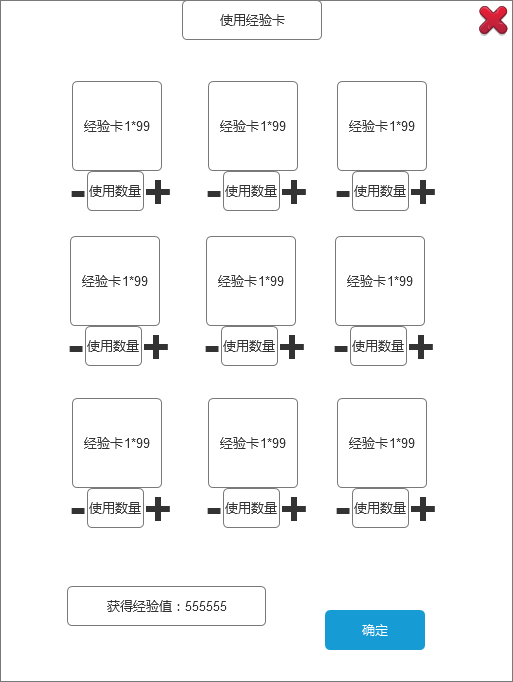 使用经验卡
经验卡1*99 经验卡1*99 经验卡1*99
- 使用数量 + - 使用数量 + - 使用数量 +
经验卡1*99 经验卡1*99 经验卡1*99
- 使用数量 + - 使用数量 + - 使用数量 +
经验卡1*99 经验卡1*99 经验卡1*99
- 使用数量 + - 使用数量 + - 使用数量 +
获得经验值：555555
确定